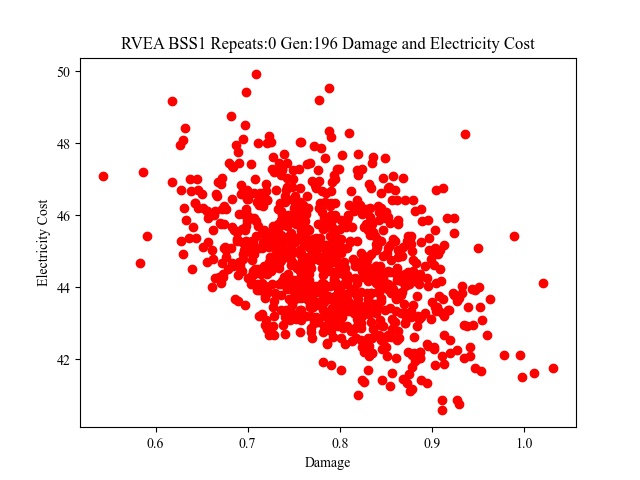 RVEA BSS1 Repeats:0 Gen:196 Damage and Electricity Cost
50
48
46
44
42
Electricity Cost
0.6 0.7 0.8 0.9 1.0
Damage